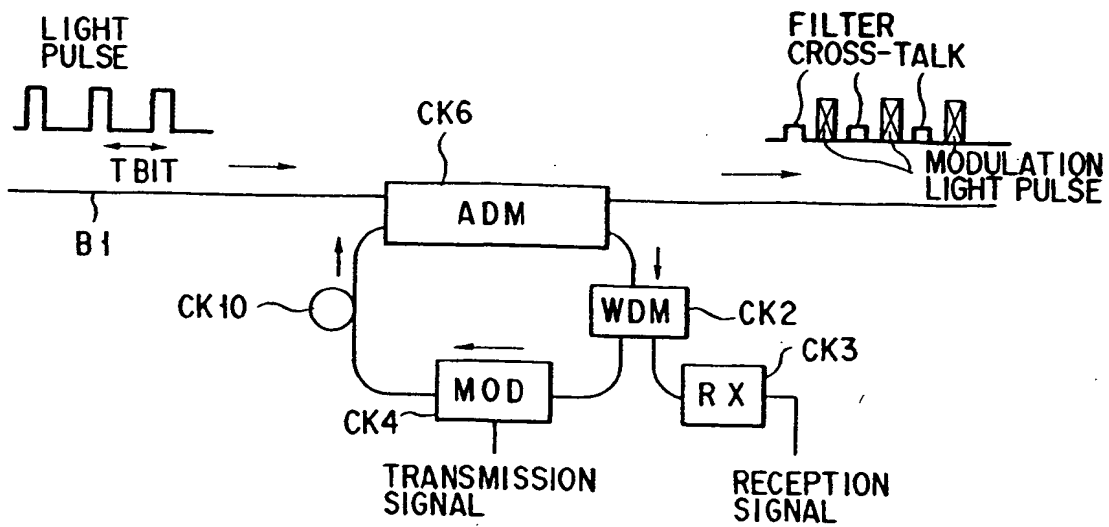 LIGHT
PULSE
TBIT
B1
CK6
ADM
FILTER
CROSS-TALK
MODULATION
LIGHT PULSE
CK10
WDM
CK2
MOD
CK4
RX
CK3
TRANSMISSION
SIGNAL
RECEPTION
SIGNAL